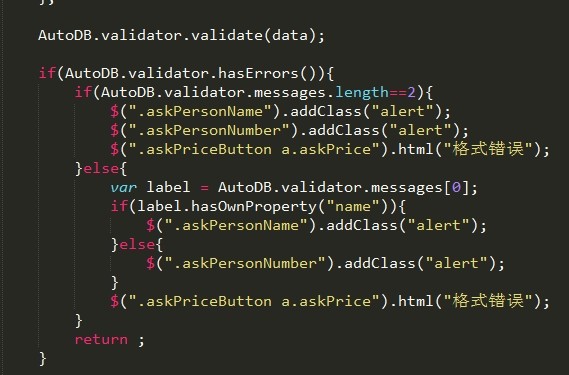 };
AutoDB.validator.validate(data);
if(AutoDB.validator.hasErrors()){
if(AutoDB.validator.messages.length==2){
$(".askPersonName").addClass("alert");
$(".askPersonNumber").addClass("alert");
$(".askPriceButton a.askPrice").html("格式错误");
}else{
var label = AutoDB.validator.messages[0];
if(label.hasOwnProperty("name")){
$(".askPersonName").addClass("alert");
}else{
$(".askPersonNumber").addClass("alert");
}
$(".askPriceButton a.askPrice").html("格式错误");
}
return ;
}